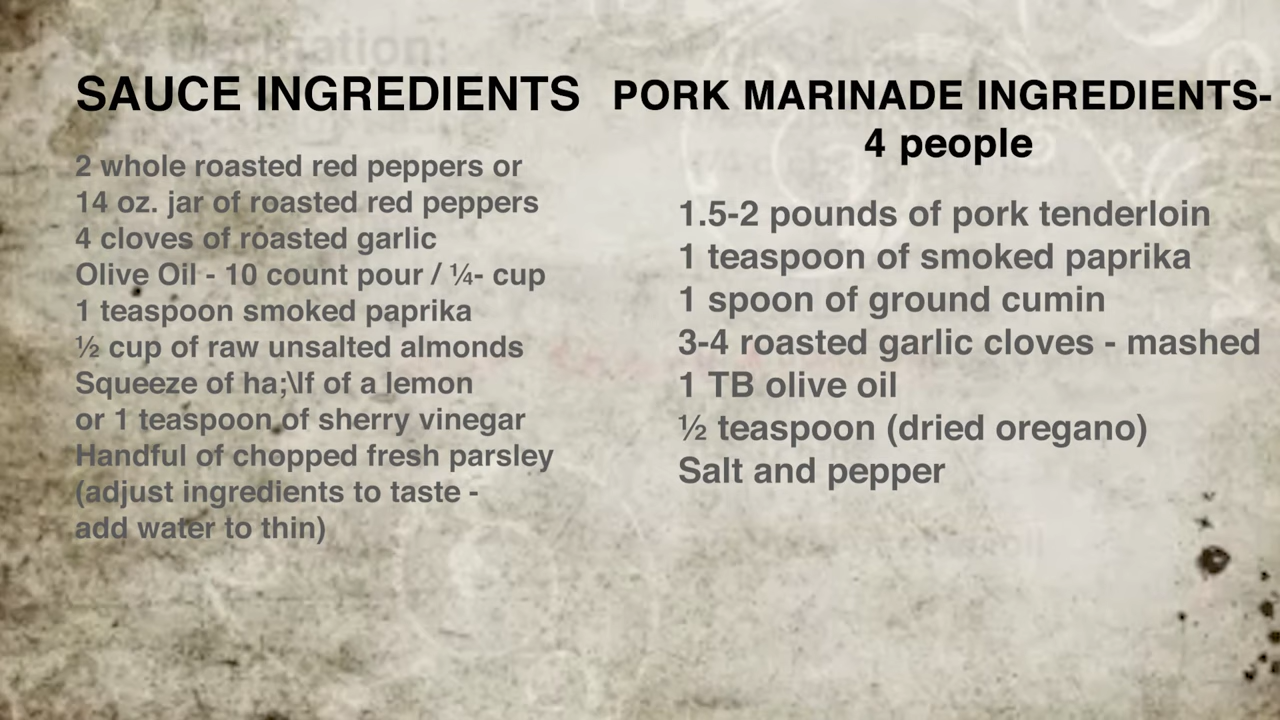 SAUCE INGREDIENTS
2 whole roasted red peppers or
14 oz. jar of roasted red peppers
4 cloves of roasted garlic
Olive Oil - 10 count pour / ¼- cup
1 teaspoon smoked paprika
½ cup of raw unsalted almonds
Squeeze of ha;\lf of a lemon
or 1 teaspoon of sherry vinegar
Handful of chopped fresh parsley
(adjust ingredients to taste -
add water to thin)
PORK MARINADE INGREDIENTS-
4 people
1.5-2 pounds of pork tenderloin
1 teaspoon of smoked paprika
1 spoon of ground cumin
3-4 roasted garlic cloves - mashed
1 TB olive oil
½ teaspoon (dried oregano)
Salt and pepper